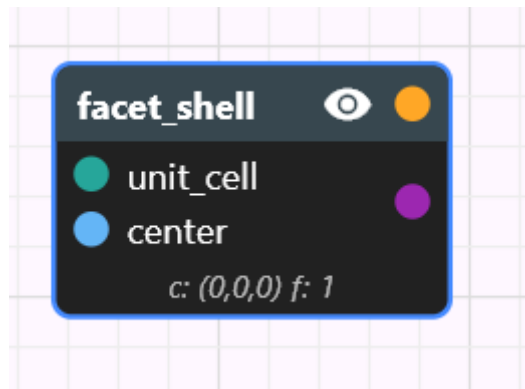 facet_shell
unit_cell
center
c: (0,0,0) f: 1